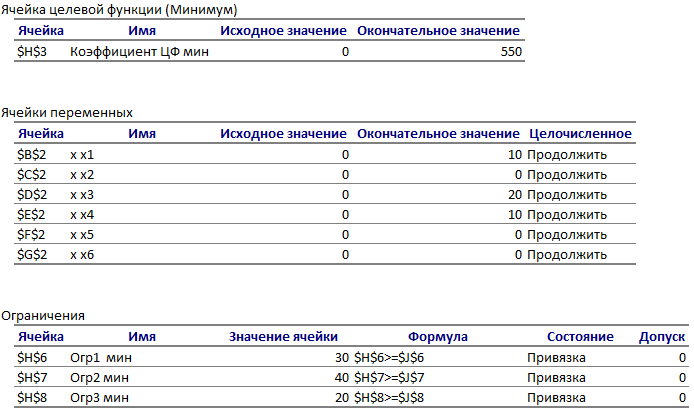 Ячейка целевой функции (Минимум)
Ячейка Имя Исходное значение Окончательное значение
$H$3 Коэффициент ЦФ мин 0 550
Ячейки переменных
Ячейка Имя Исходное значение Окончательное значение Целочисленное
$B$2 x x1 0 10 Продолжить
$C$2 x x2 0 0 Продолжить
$D$2 x x3 0 20 Продолжить
$E$2 x x4 0 10 Продолжить
$F$2 x x5 0 0 Продолжить
$G$2 x x6 0 0 Продолжить
Ограничения
Ячейка Имя Значение ячейки Формула Состояние Допуск
$H$6 Огр1 мин 30 $H$6>=$J$6 Привязка 0
$H$7 Огр2 мин 40 $H$7>=$J$7 Привязка 0
$H$8 Огр3 мин 20 $H$8>=$J$8 Привязка 0